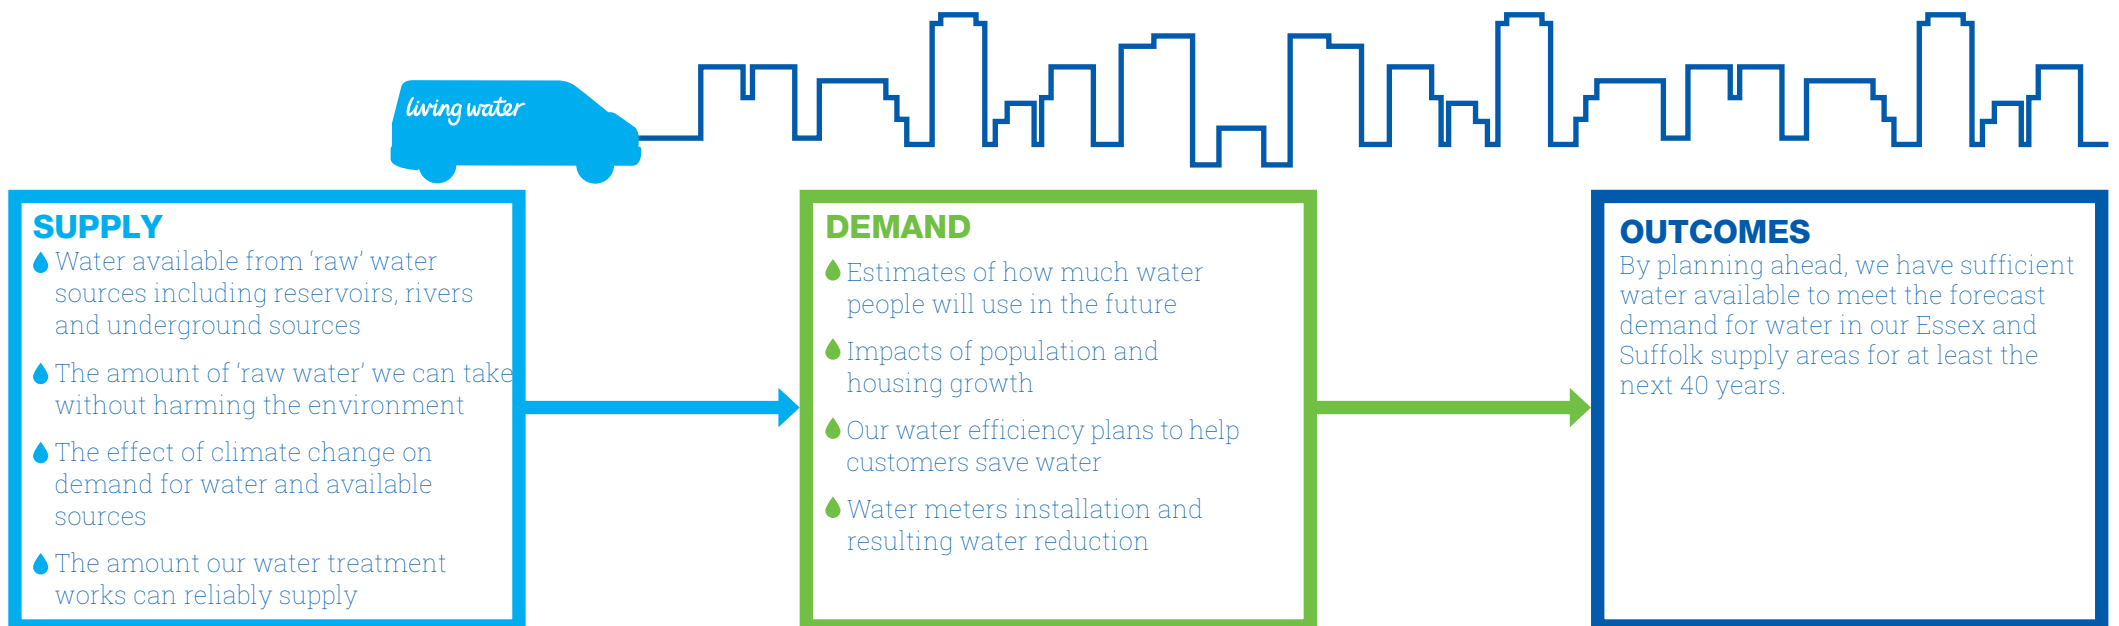 living water
SUPPLY
Water available from ‘raw’ water
sources including reservoirs, rivers
and underground sources
The amount of ‘raw water’ we can take
without harming the environment
The effect of climate change on
demand for water and available
sources
The amount our water treatment
works can reliably supply
DEMAND
Estimates of how much water
people will use in the future
Impacts of population and
housing growth
Our water efficiency plans to help
customers save water
Water meters installation and
resulting water reduction
OUTCOMES
By planning ahead, we have sufficient
water available to meet the forecast
demand for water in our Essex and
Suffolk supply areas for at least the
next 40 years.